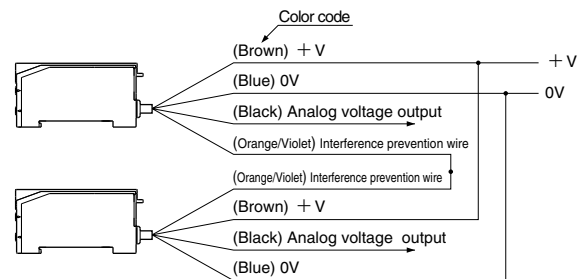 Color code
(Brown) ＋V
＋V
(Blue) 0V
0V
(Black) Analog voltage output
(Orange/Violet) Interference prevention wire
(Orange/Violet) Interference prevention wire
(Brown) ＋V
(Black) Analog voltage output
(Blue) 0V